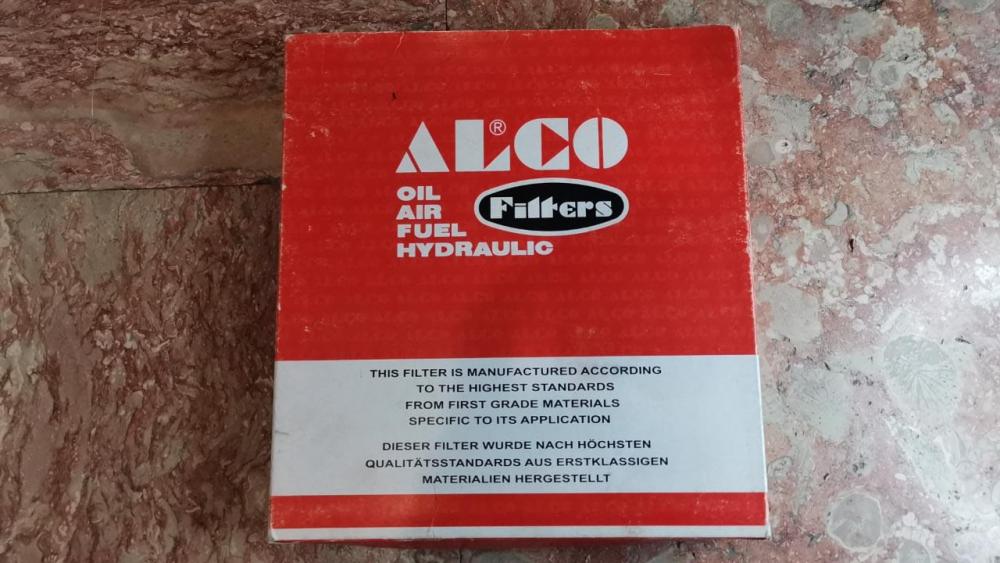 ALCO®
OIL
AIR
FUEL
HYDRAULIC
Filters
THIS FILTER IS MANUFACTURED ACCORDING
TO THE HIGHEST STANDARDS
FROM FIRST GRADE MATERIALS
SPECIFIC TO ITS APPLICATION
DIESER FILTER WURDE NACH HÖCHSTEN
QUALITÄTSSTANDARDS AUS ERSTKLASSIGEN
MATERIALIEN HERGESTELLT